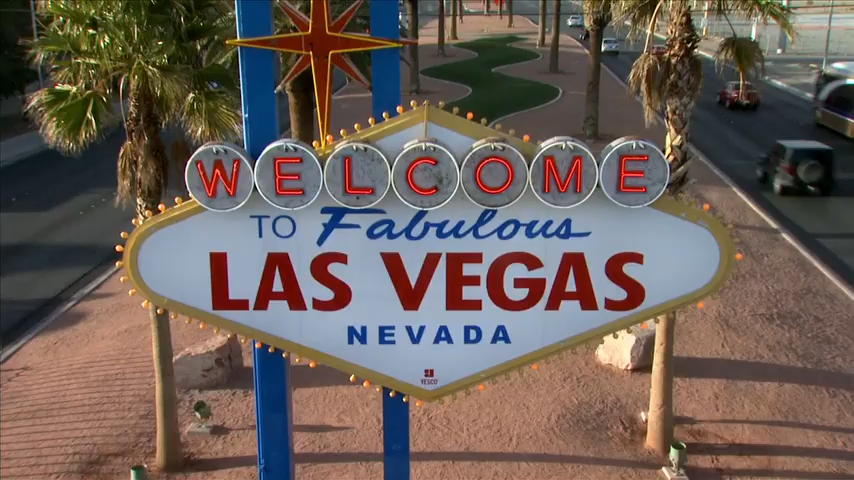 WELCOME
TO Fabulous
LAS VEGAS
NEVADA
YESCO